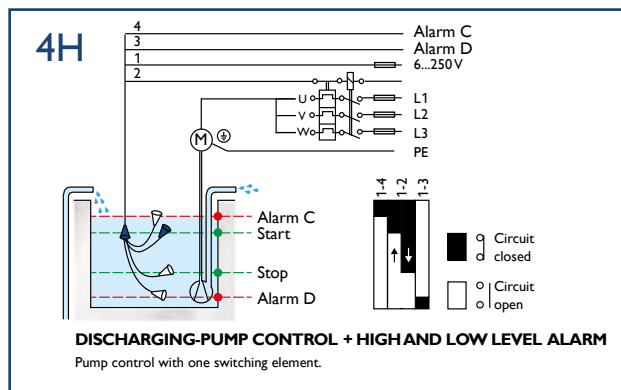 4H
4 Alarm C
3 Alarm D
1 6...250 V
2
U L1
V L2
W L3
M
PE
1-4 1-2 1-3
Alarm C
Start
Stop
Alarm D
Circuit
closed
Circuit
open
DISCHARGING-PUMP CONTROL + HIGH AND LOW LEVEL ALARM
Pump control with one switching element.